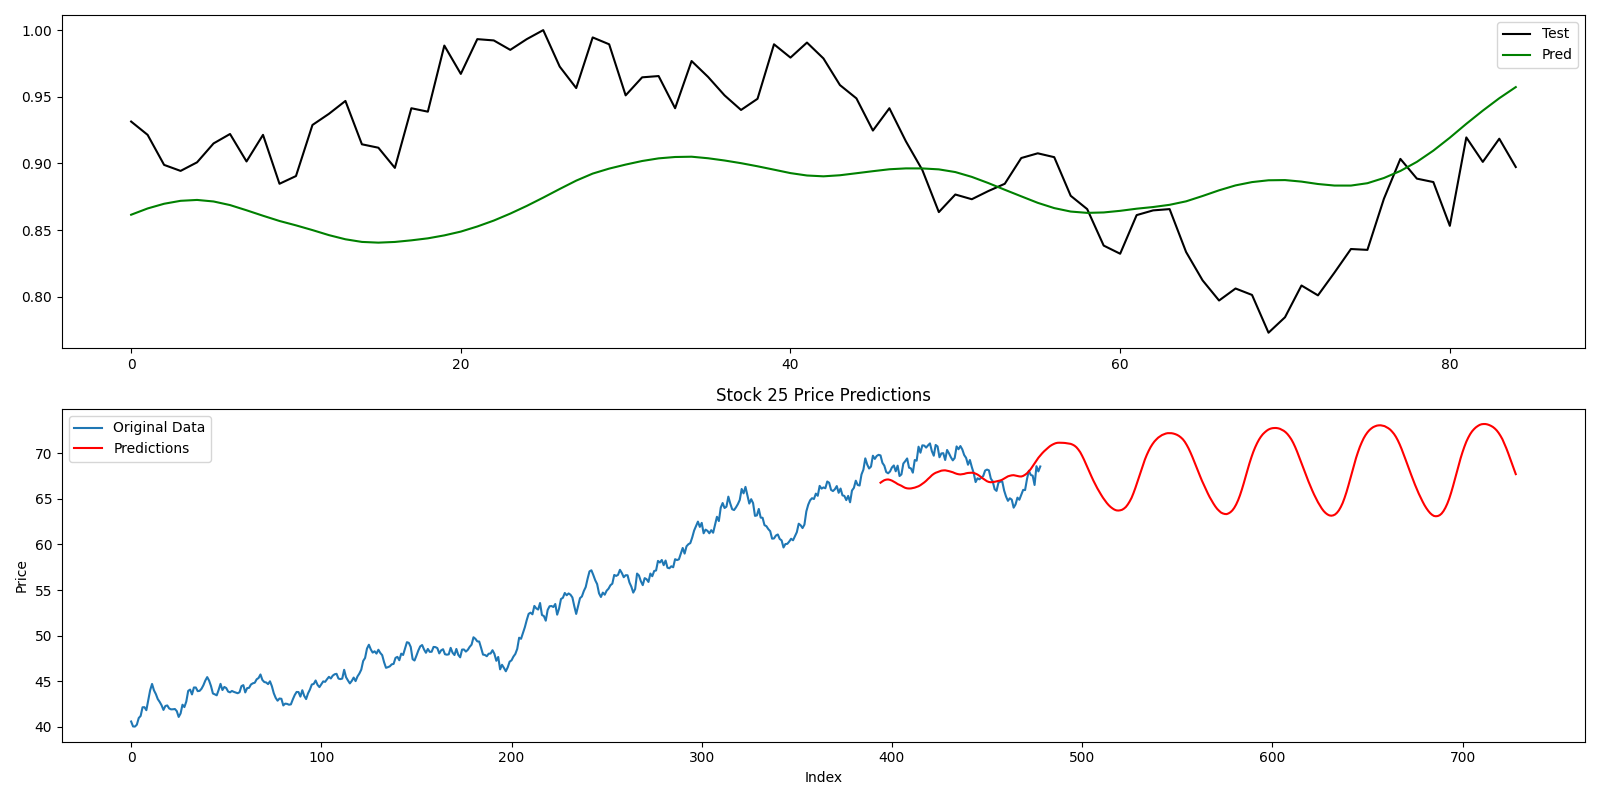 1.00
0.95
0.90
0.85
0.80
Test
Pred
0 20 40 60 80
Stock 25 Price Predictions
Original Data
Predictions
Price
70
65
60
55
50
45
40
0 100 200 300 400 500 600 700
Index